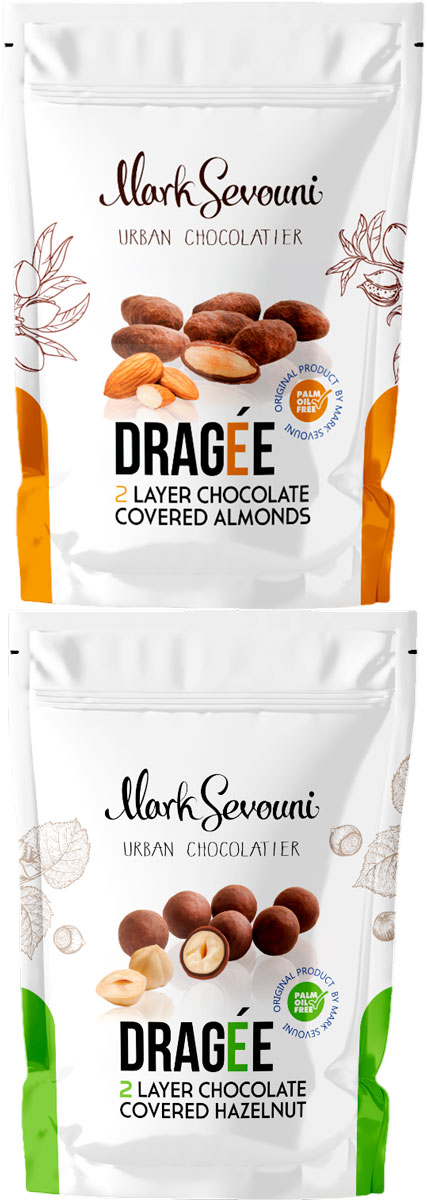 Mark Sevouni
URBAN CHOCOLATIER
ORIGINAL PRODUCT BY MARK SEVOUNI
PALM
OIL
FREE
DRAGÉE
2 LAYER CHOCOLATE
COVERED ALMONDS
Mark Sevouni
URBAN CHOCOLATIER
ORIGINAL PRODUCT BY MARK SEVOUNI
PALM
OIL
FREE
DRAGÉE
2 LAYER CHOCOLATE
COVERED HAZELNUT